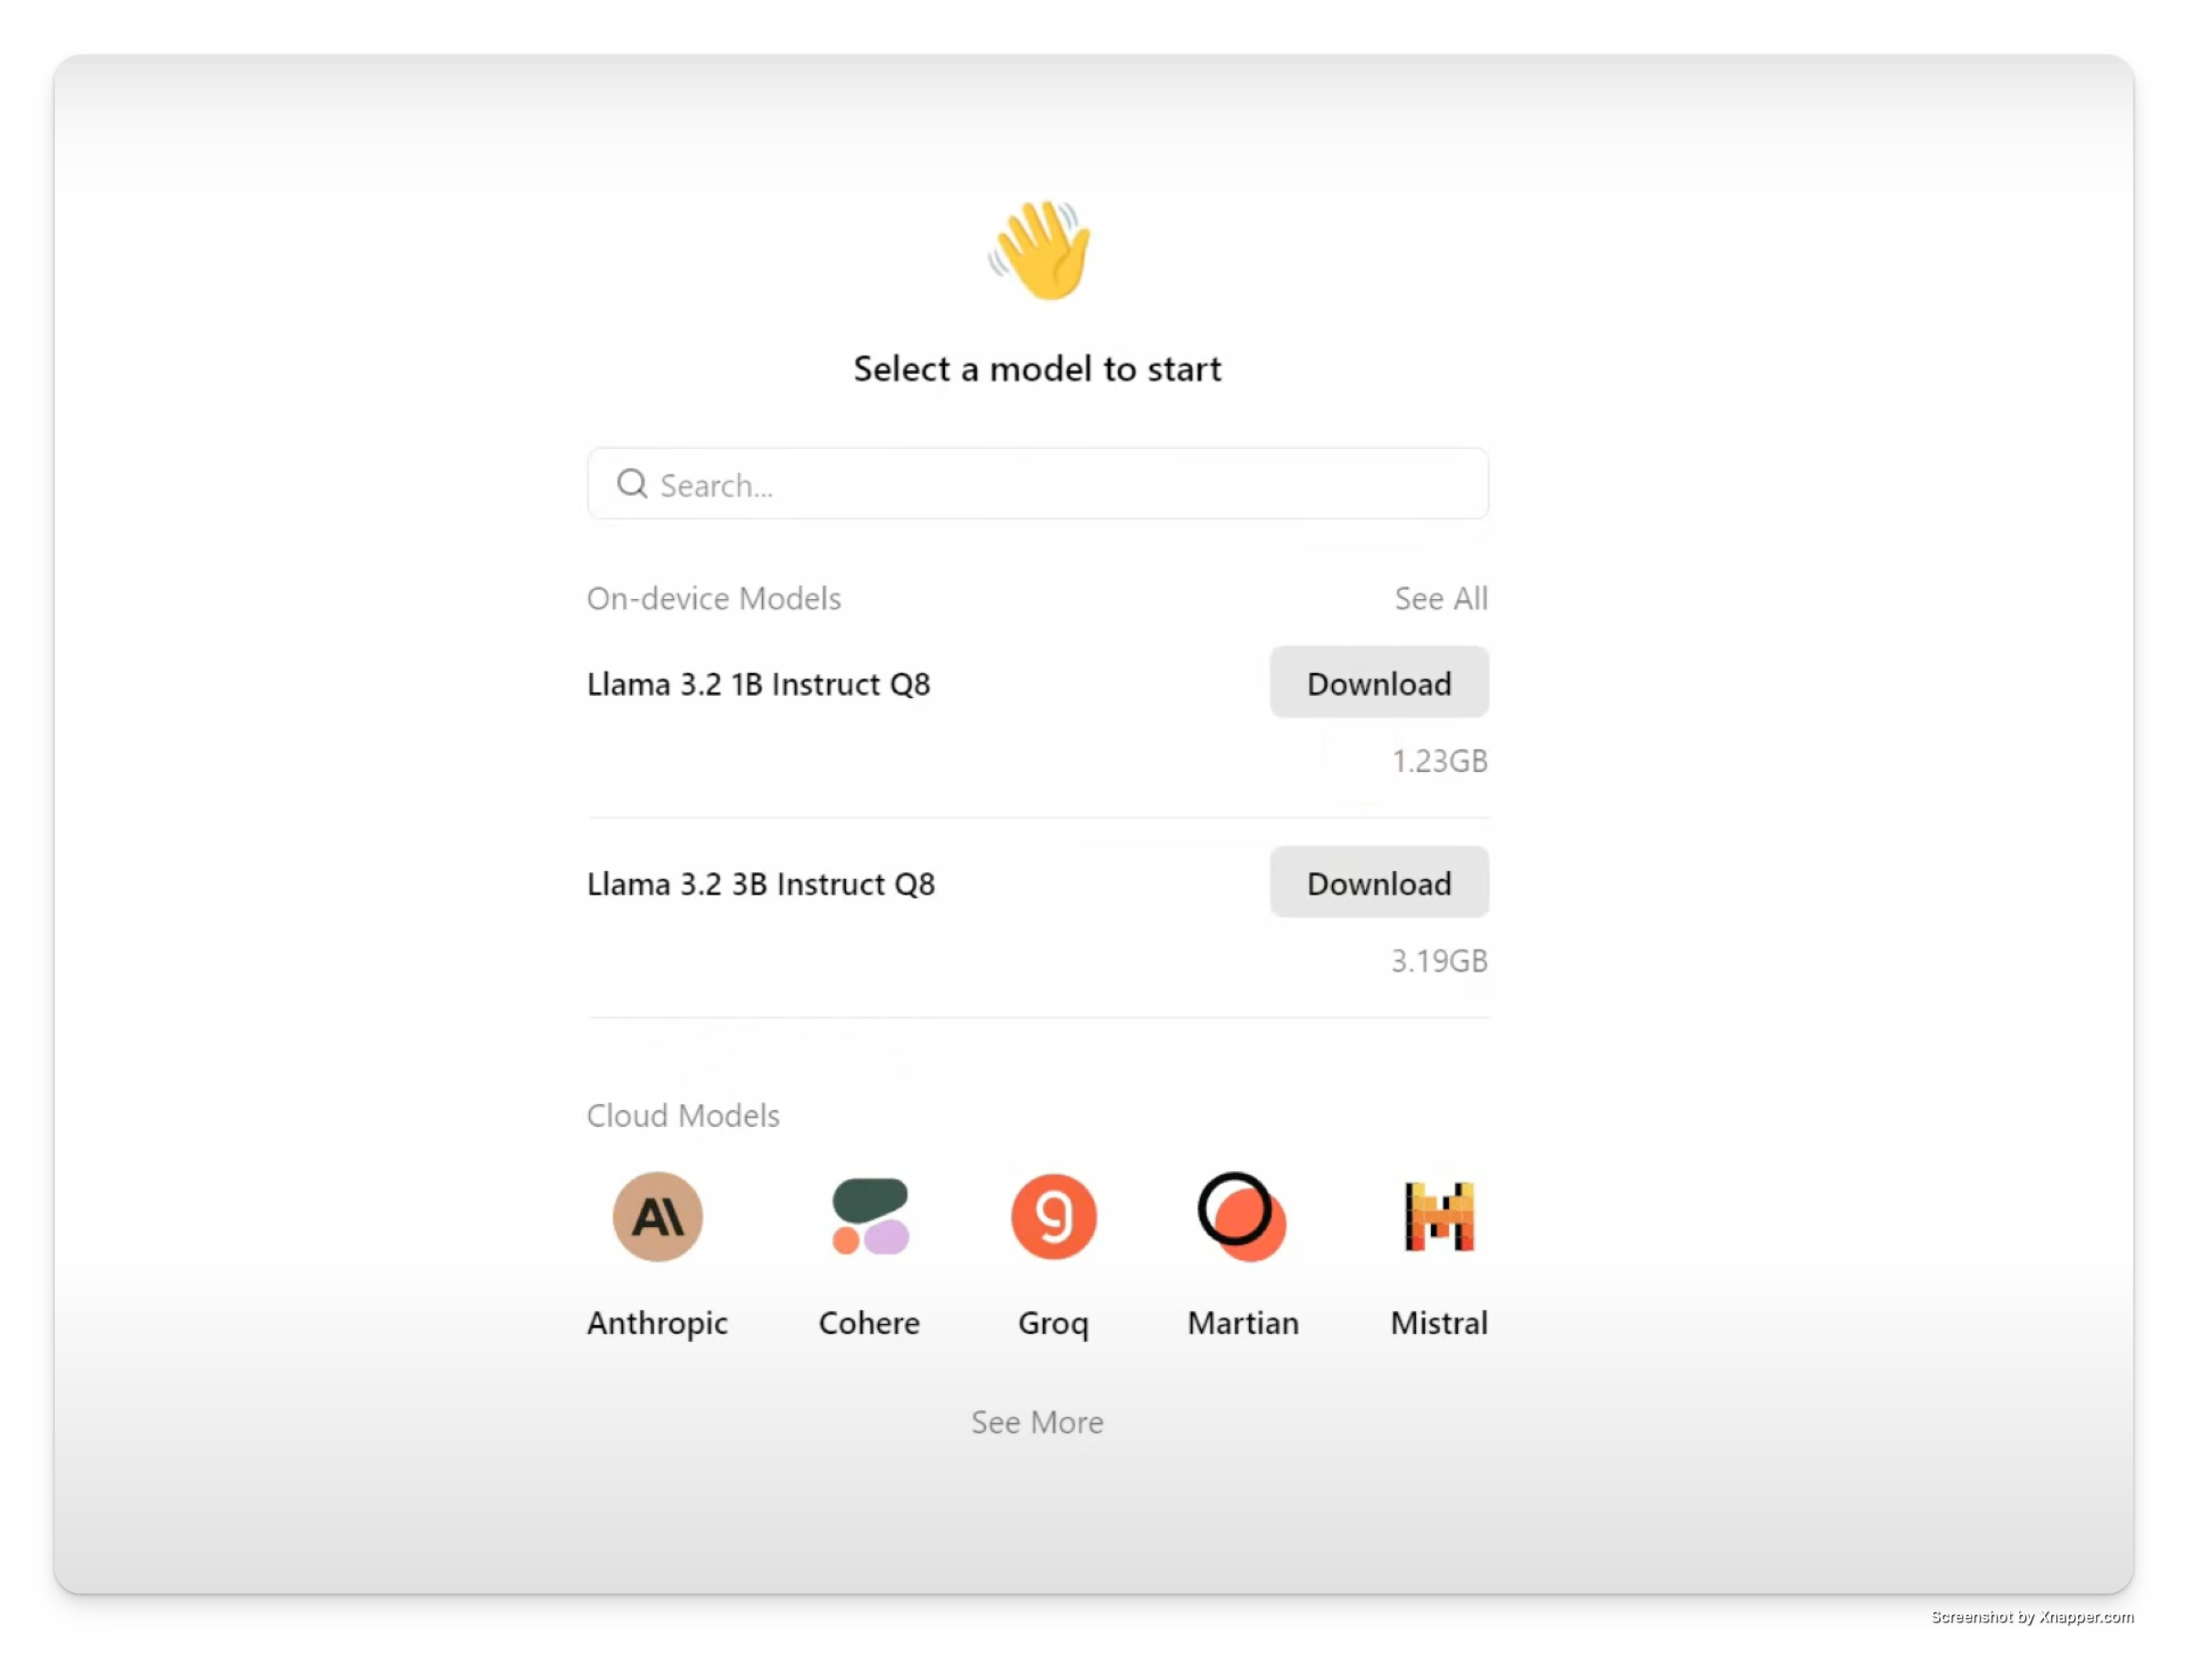 Select a model to start
Search...
On-device Models See All
Llama 3.2 1B Instruct Q8 Download
1.23GB
Llama 3.2 3B Instruct Q8 Download
3.19GB
Cloud Models
Anthropic Cohere Groq Martian Mistral
See More
Screenshot by Xnapper.com